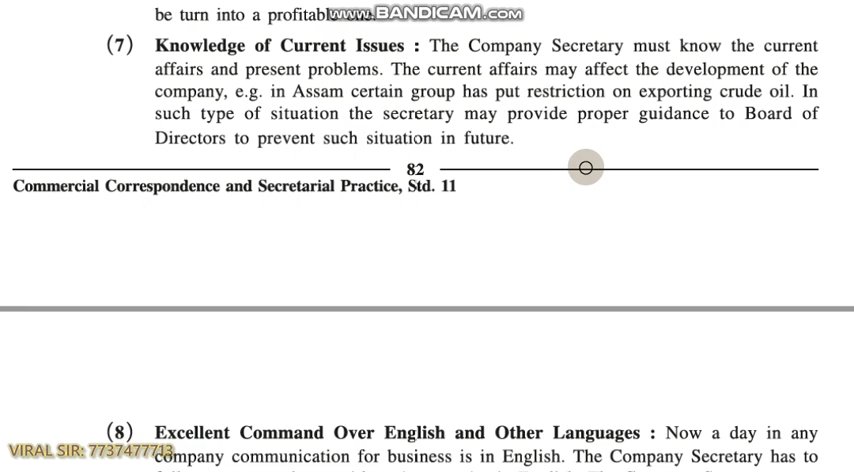 be turn into a profitable one.
www.BANDICAM.com
(7) Knowledge of Current Issues : The Company Secretary must know the current
affairs and present problems. The current affairs may affect the development of the
company, e.g. in Assam certain group has put restriction on exporting crude oil. In
such type of situation the secretary may provide proper guidance to Board of
Directors to prevent such situation in future.
82
Commercial Correspondence and Secretarial Practice, Std. 11
(8) Excellent Command Over English and Other Languages : Now a day in any
VIRAL SIR: 7737477713
company communication for business is in English. The Company Secretary has to